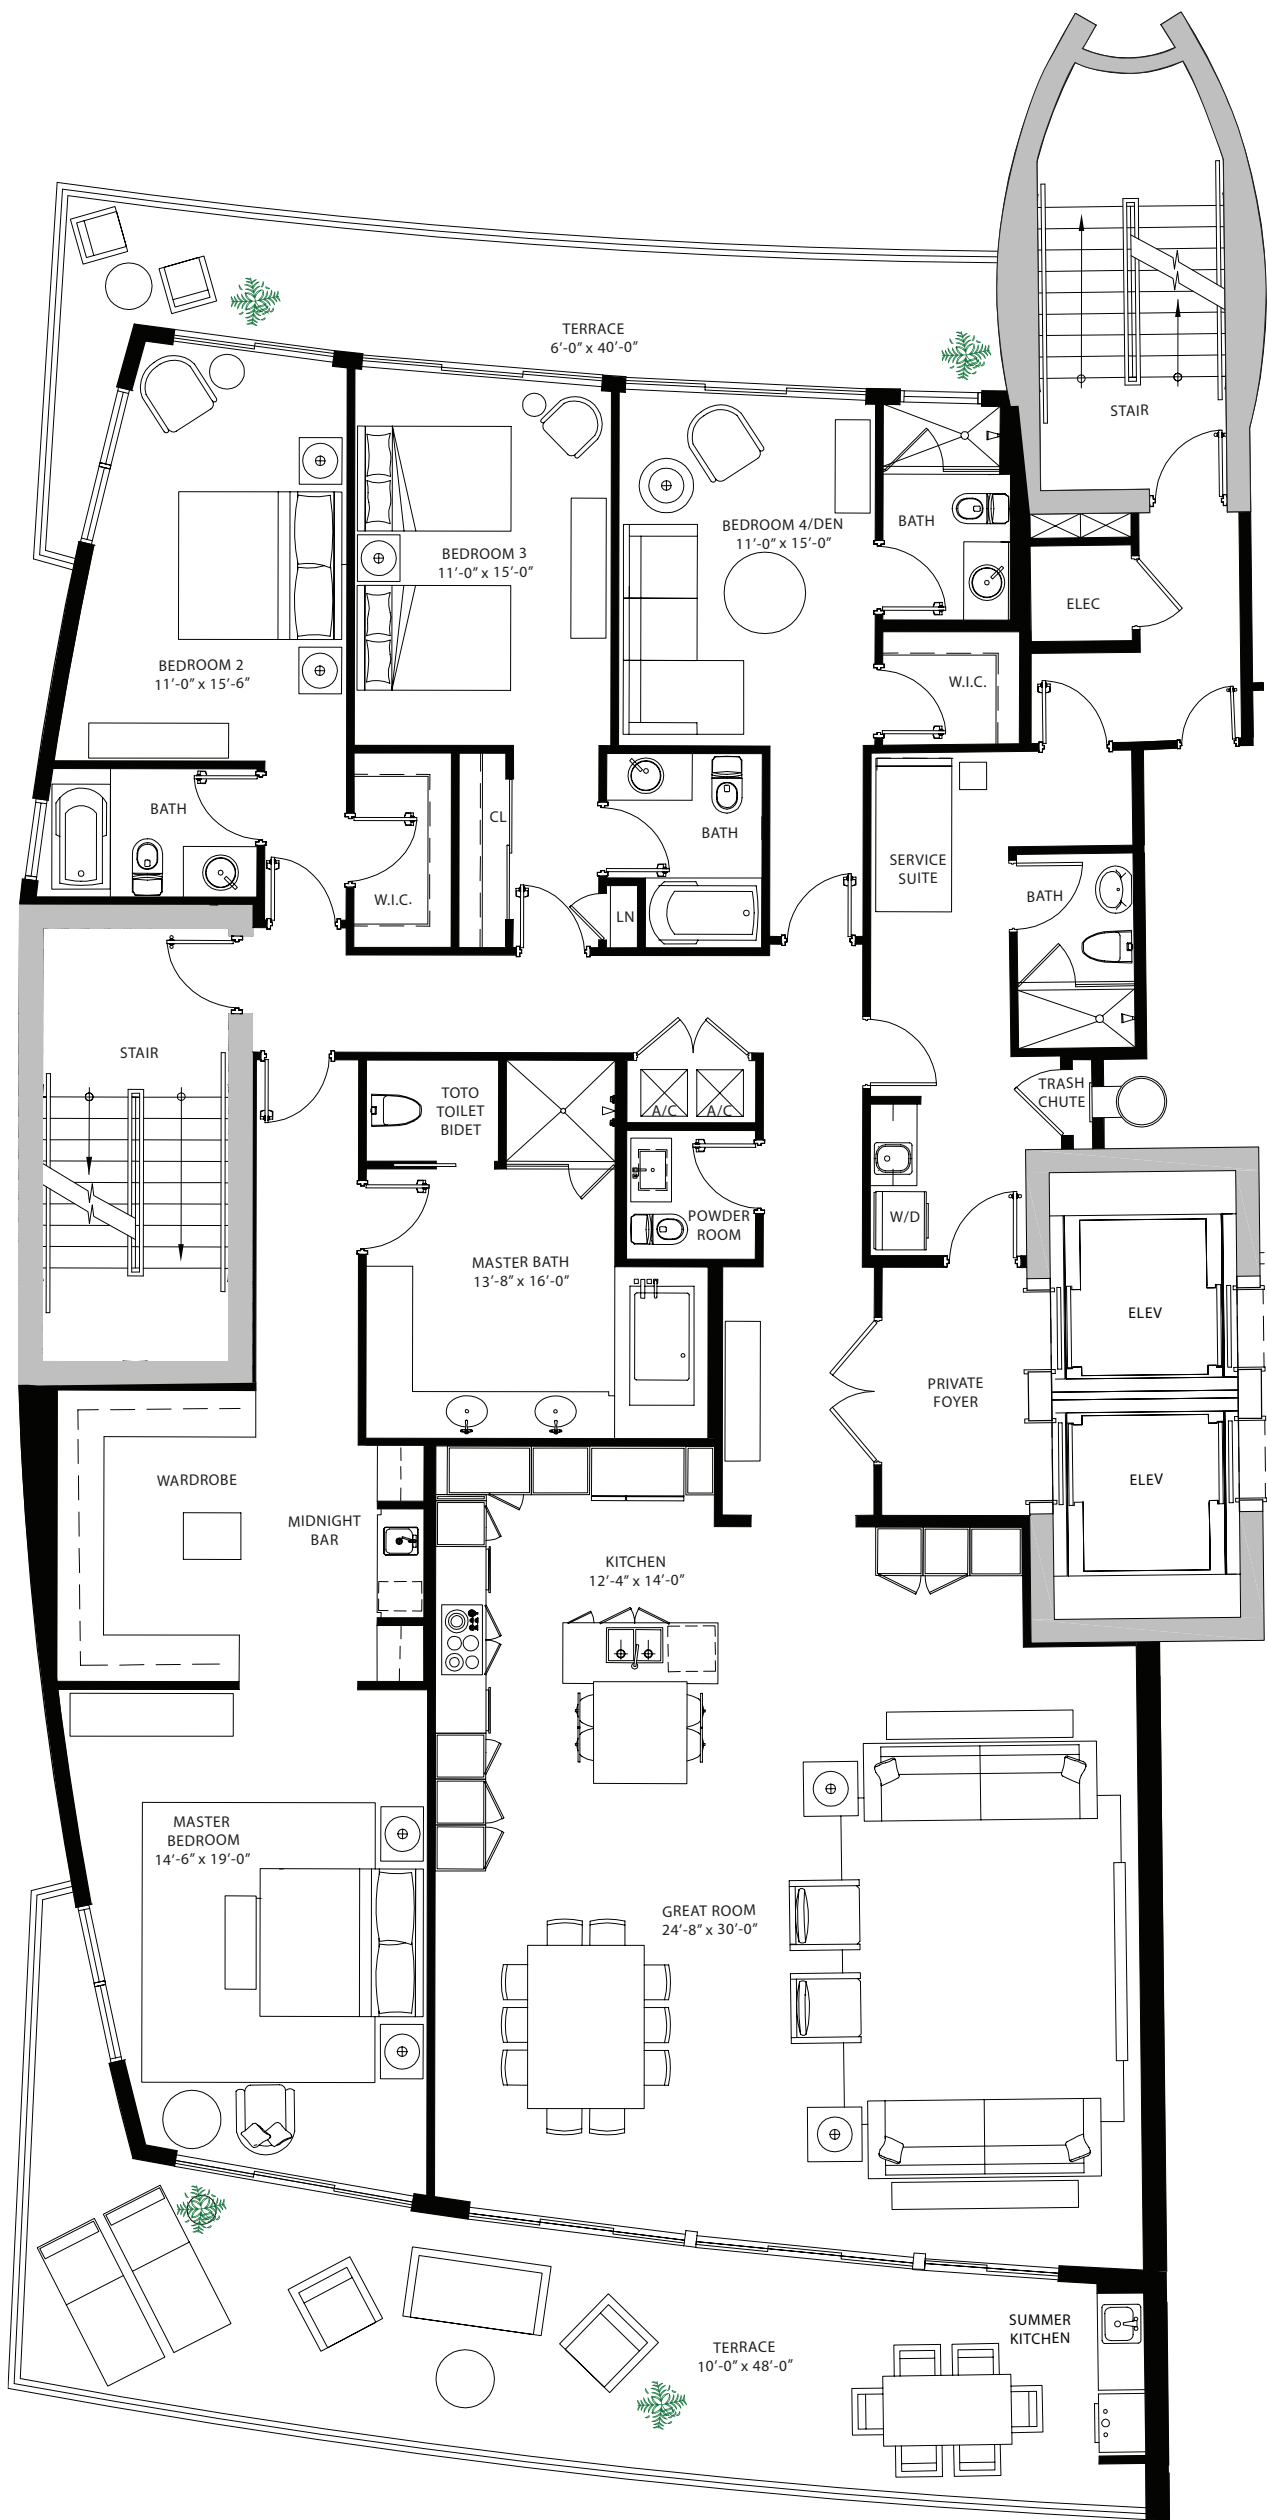 TERRACE
6'-0" x 40'-0"
STAIR
BATH
BEDROOM 4/DEN
11'-0" x 15'-0"
BEDROOM 3
11'-0" x 15'-0"
ELEC
BEDROOM 2
11'-0" x 15'-6"
W.I.C.
BATH
CL
BATH
SERVICE
SUITE
W.I.C.
LN
BATH
STAIR
TOTO
TOILET
BIDET
A/C
A/C
TRASH
CHUTE
POWDER
ROOM
W/D
MASTER BATH
13'-8" x 16'-0"
ELEV
PRIVATE
FOYER
WARDROBE
ELEV
MIDNIGHT
BAR
KITCHEN
12'-4" x 14'-0"
MASTER
BEDROOM
14'-6" x 19'-0"
GREAT ROOM
24'-8" x 30'-0"
SUMMER
KITCHEN
TERRACE
10'-0" x 48'-0"